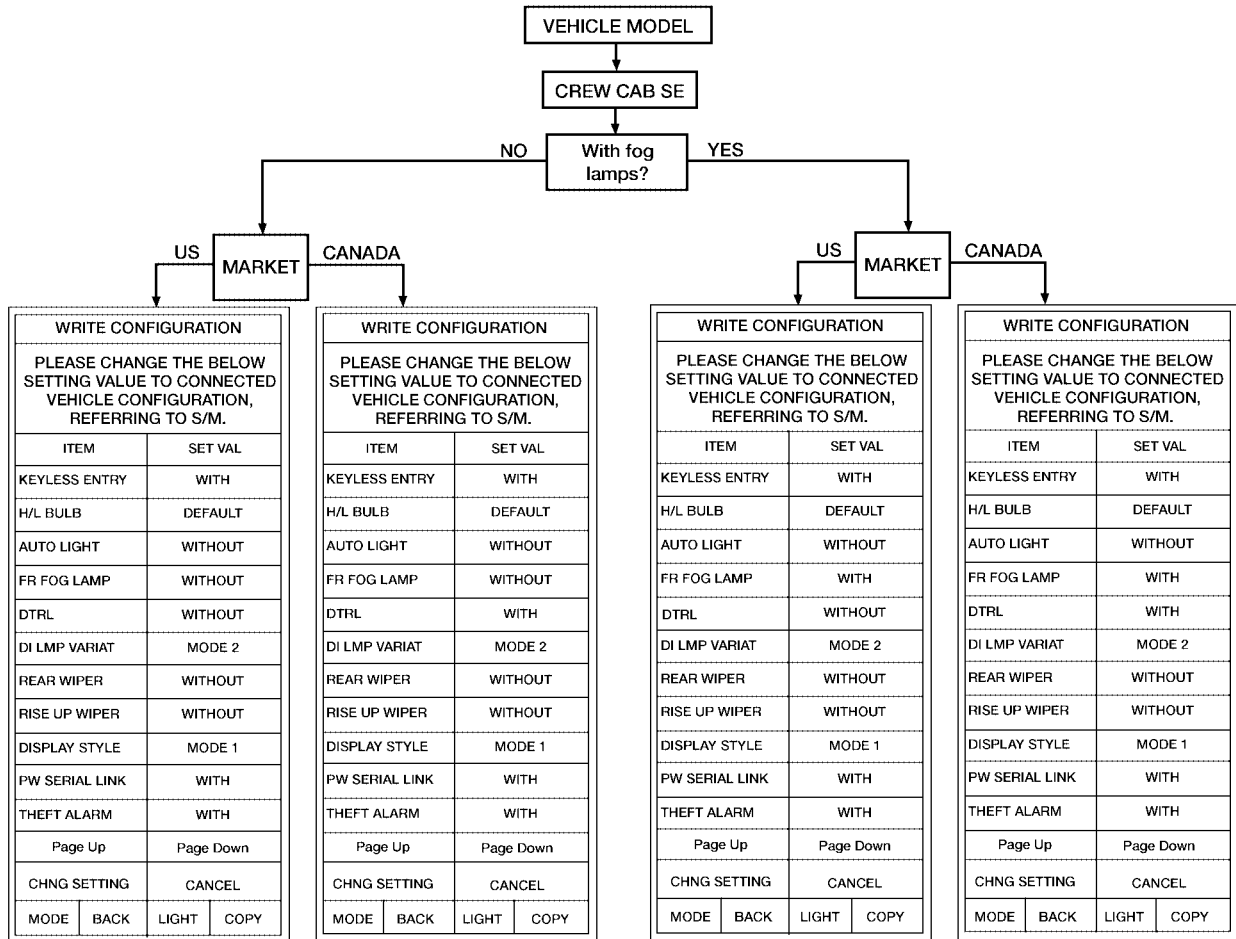 VEHICLE MODEL
CREW CAB SE
With fog
lamps?
NO
YES
US
MARKET
CANADA
US
MARKET
CANADA
WRITE CONFIGURATION
PLEASE CHANGE THE BELOW
SETTING VALUE TO CONNECTED
VEHICLE CONFIGURATION,
REFERRING TO S/M.
ITEM SET VAL
KEYLESS ENTRY WITH
H/L BULB DEFAULT
AUTO LIGHT WITHOUT
FR FOG LAMP WITHOUT
DTRL WITHOUT
DI LMP VARIAT MODE 2
REAR WIPER WITHOUT
RISE UP WIPER WITHOUT
DISPLAY STYLE MODE 1
PW SERIAL LINK WITH
THEFT ALARM WITH
Page Up Page Down
CHNG SETTING CANCEL
MODE BACK LIGHT COPY
WRITE CONFIGURATION
PLEASE CHANGE THE BELOW
SETTING VALUE TO CONNECTED
VEHICLE CONFIGURATION,
REFERRING TO S/M.
ITEM SET VAL
KEYLESS ENTRY WITH
H/L BULB DEFAULT
AUTO LIGHT WITHOUT
FR FOG LAMP WITHOUT
DTRL WITH
DI LMP VARIAT MODE 2
REAR WIPER WITHOUT
RISE UP WIPER WITHOUT
DISPLAY STYLE MODE 1
PW SERIAL LINK WITH
THEFT ALARM WITH
Page Up Page Down
CHNG SETTING CANCEL
MODE BACK LIGHT COPY
WRITE CONFIGURATION
PLEASE CHANGE THE BELOW
SETTING VALUE TO CONNECTED
VEHICLE CONFIGURATION,
REFERRING TO S/M.
ITEM SET VAL
KEYLESS ENTRY WITH
H/L BULB DEFAULT
AUTO LIGHT WITHOUT
FR FOG LAMP WITH
DTRL WITHOUT
DI LMP VARIAT MODE 2
REAR WIPER WITHOUT
RISE UP WIPER WITHOUT
DISPLAY STYLE MODE 1
PW SERIAL LINK WITH
THEFT ALARM WITH
Page Up Page Down
CHNG SETTING CANCEL
MODE BACK LIGHT COPY
WRITE CONFIGURATION
PLEASE CHANGE THE BELOW
SETTING VALUE TO CONNECTED
VEHICLE CONFIGURATION,
REFERRING TO S/M.
ITEM SET VAL
KEYLESS ENTRY WITH
H/L BULB DEFAULT
AUTO LIGHT WITHOUT
FR FOG LAMP WITH
DTRL WITH
DI LMP VARIAT MODE 2
REAR WIPER WITHOUT
RISE UP WIPER WITHOUT
DISPLAY STYLE MODE 1
PW SERIAL LINK WITH
THEFT ALARM WITH
Page Up Page Down
CHNG SETTING CANCEL
MODE BACK LIGHT COPY